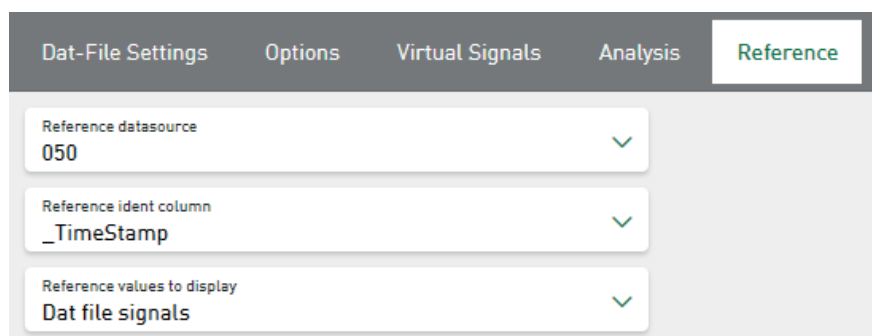 Dat-File Settings Options Virtual Signals Analysis Reference
Reference datasource
050
Reference ident column
_TimeStamp
Reference values to display
Dat file signals